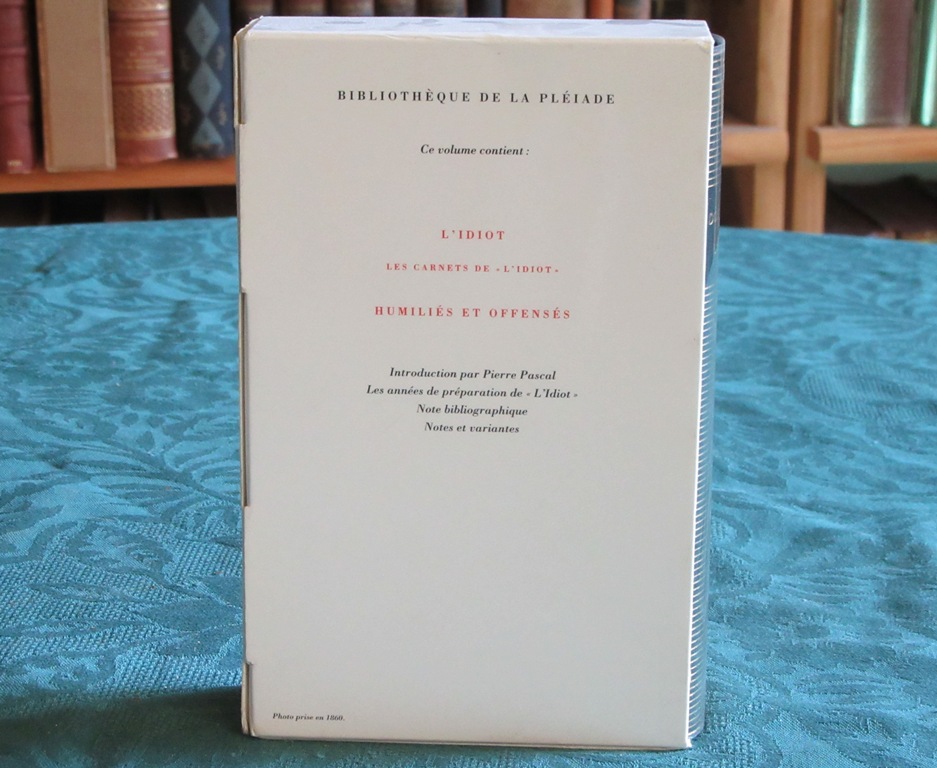 BIBLIOTHÈQUE DE LA PLÉIADE
Ce volume contient :
L'IDIOT
LES CARNETS DE « L'IDIOT »
HUMILIÉS ET OFFENSÉS
Introduction par Pierre Pascal
Les années de préparation de « L'Idiot »
Note bibliographique
Notes et variantes
Photo prise en 1860.